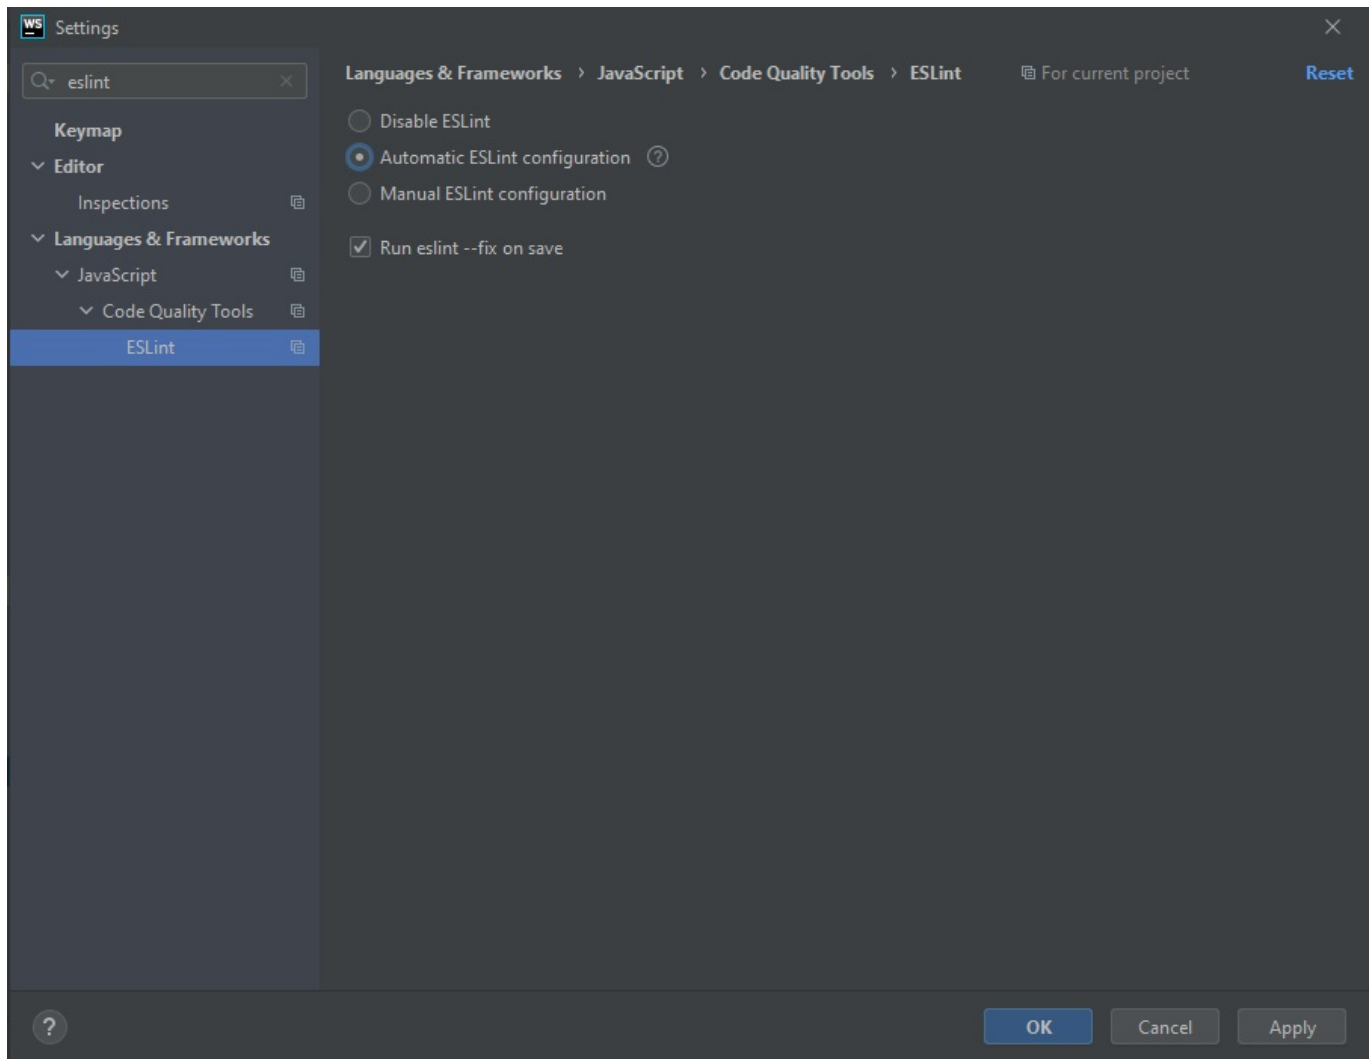 WS Settings
eslint
Keymap
Editor
Inspections
Languages & Frameworks
JavaScript
Code Quality Tools
ESLint
Languages & Frameworks › JavaScript › Code Quality Tools › ESLint For current project Reset
Disable ESLint
Automatic ESLint configuration ?
Manual ESLint configuration
Run eslint --fix on save
? OK Cancel Apply